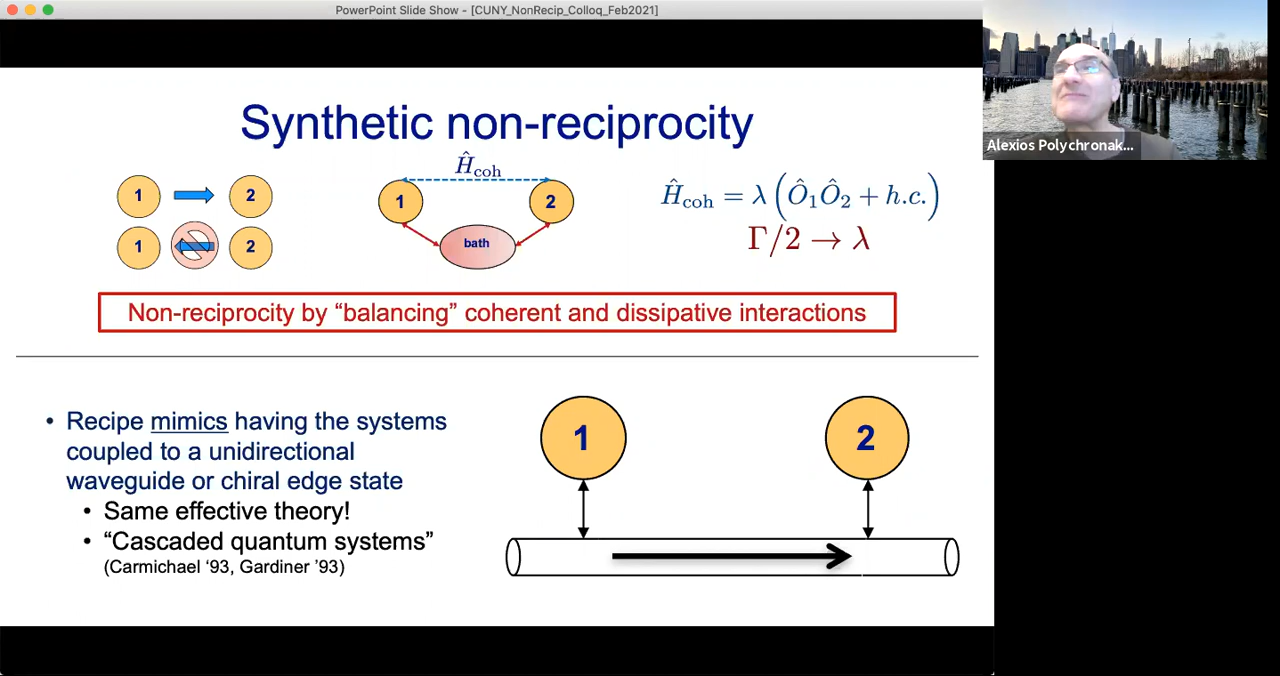 PowerPoint Slide Show - [CUNY_NonRecip_Colloq_Feb2021]
Alexios Polychronak...
Synthetic non-reciprocity
1
2
1
2
Ĥcoh
1
2
bath
Ĥcoh = λ (Ô1Ô2 + h.c.)
Γ/2 → λ
Non-reciprocity by “balancing” coherent and dissipative interactions
• Recipe mimics having the systems
coupled to a unidirectional
waveguide or chiral edge state
• Same effective theory!
• “Cascaded quantum systems”
(Carmichael ‘93, Gardiner ’93)
1
2